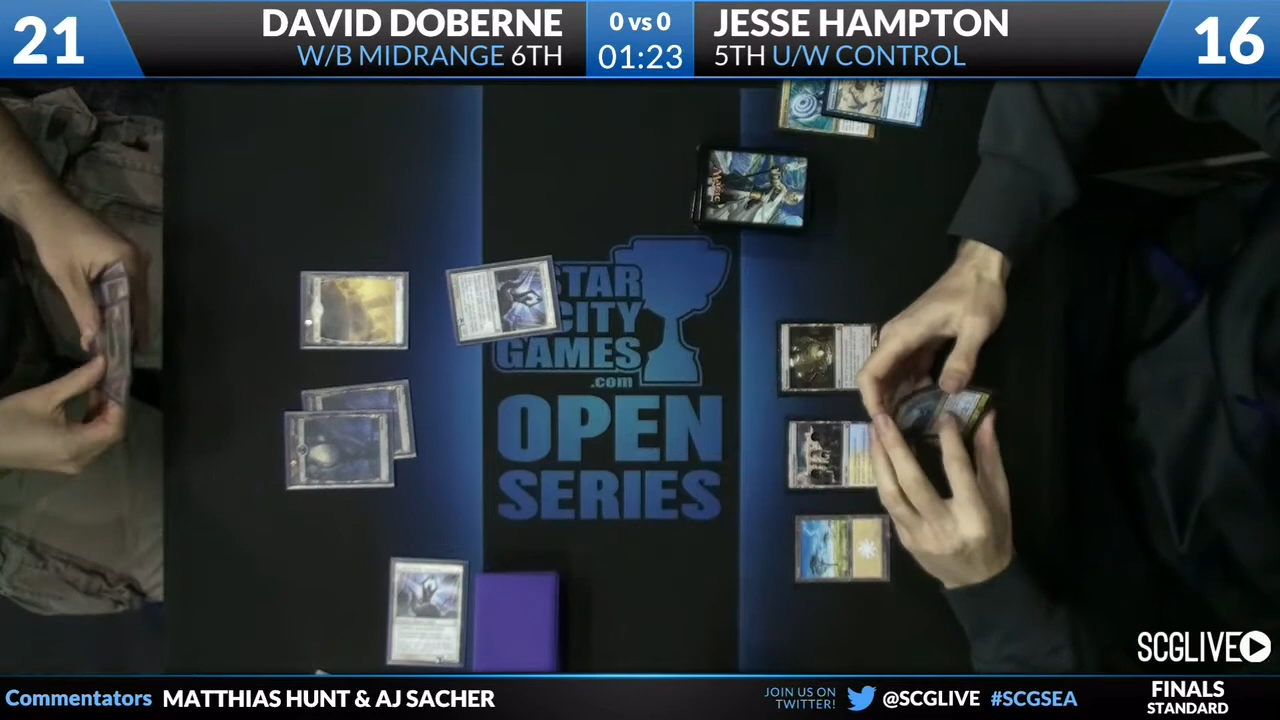 21
DAVID DOBERNE
W/B MIDRANGE 6TH
0 vs 0
01:23
JESSE HAMPTON
5TH U/W CONTROL
16
STAR
CITY
GAMES
.com
OPEN
SERIES
SCGLIVE
Commentators MATTHIAS HUNT & AJ SACHER
JOIN US ON
TWITTER!
@SCGLIVE #SCGSEA
FINALS
STANDARD